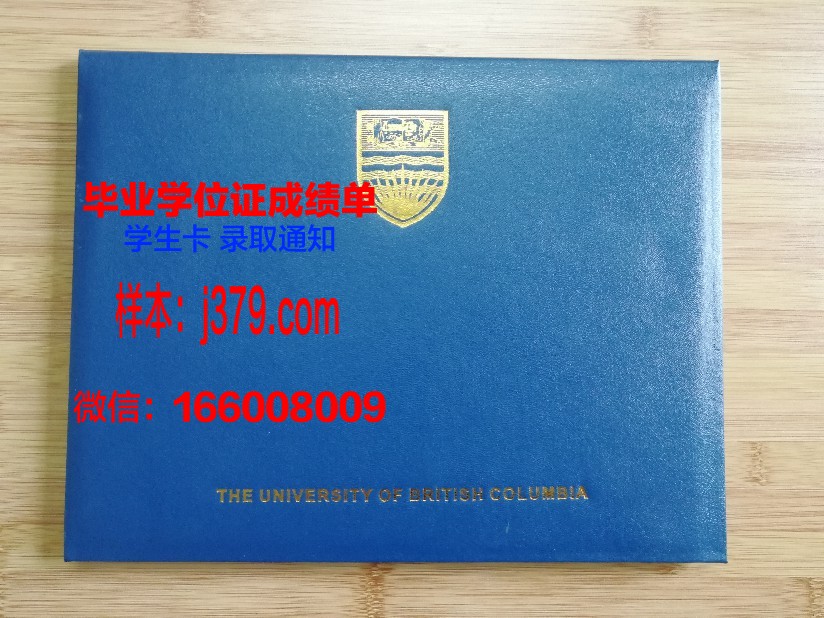 毕业学位证成绩单
学生卡 录取通知
样本：j379.com
微信：166008009
THE UNIVERSITY OF BRITISH COLUMBIA